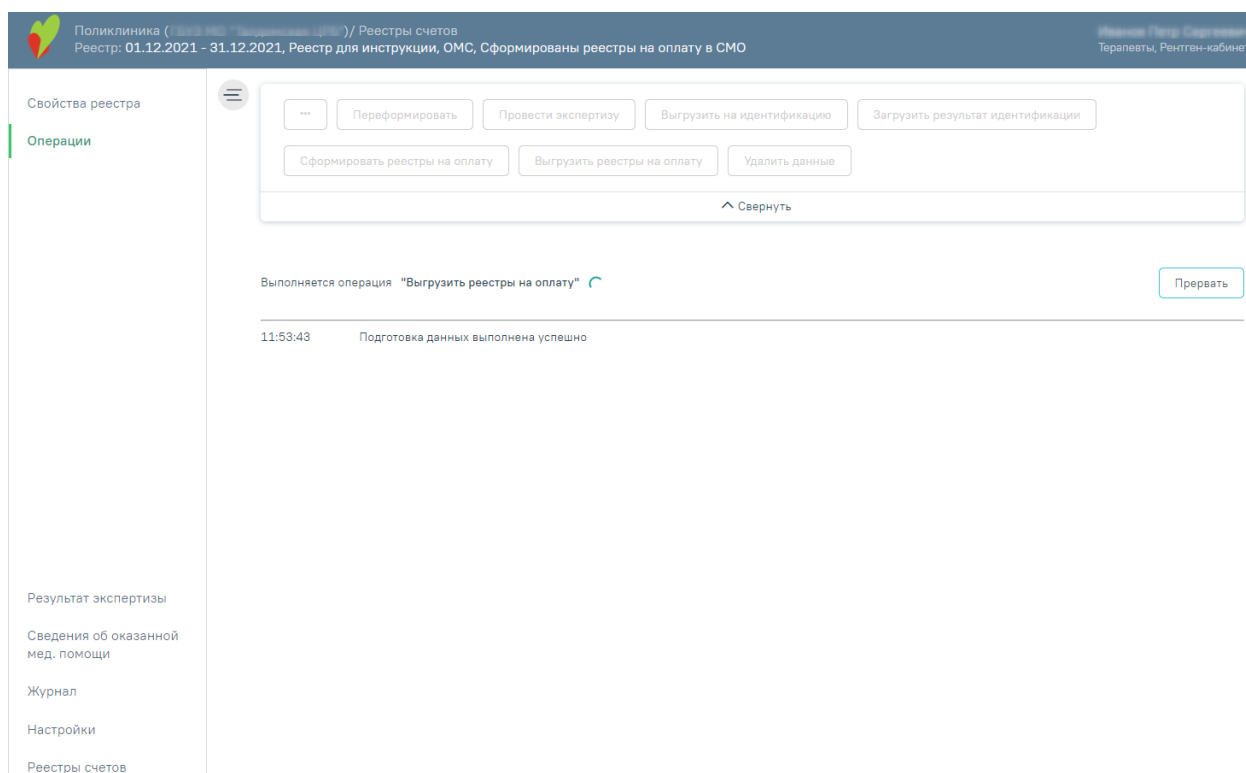 Поликлиника ( )/ Реестры счетов
Реестр: 01.12.2021 - 31.12.2021, Реестр для инструкции, ОМС, Сформированы реестры на оплату в СМО
Терапевты, Рентген-кабинет
Свойства реестра
Операции
... Переформировать Провести экспертизу Выгрузить на идентификацию Загрузить результат идентификации
Сформировать реестры на оплату Выгрузить реестры на оплату Удалить данные
Свернуть
Выполняется операция "Выгрузить реестры на оплату" Прервать
11:53:43 Подготовка данных выполнена успешно
Результат экспертизы
Сведения об оказанной
мед. помощи
Журнал
Настройки
Реестры счетов